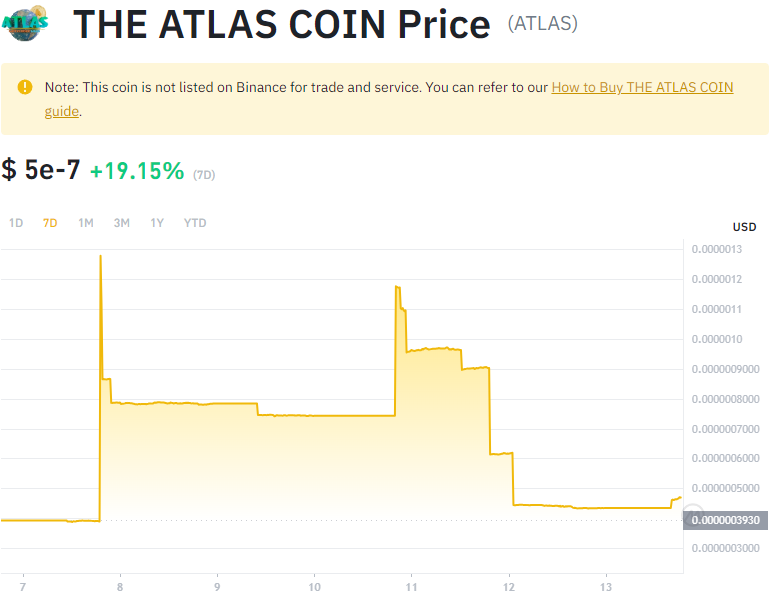 ATLAS
THE ATLAS COIN Price (ATLAS)
Note: This coin is not listed on Binance for trade and service. You can refer to our How to Buy THE ATLAS COIN
guide.
$ 5e-7 +19.15% (7D)
1D 7D 1M 3M 1Y YTD
USD
0.0000013
0.0000012
0.0000011
0.0000010
0.0000009000
0.0000008000
0.0000007000
0.0000006000
0.0000005000
0.0000003930
0.0000003000
7 8 9 10 11 12 13